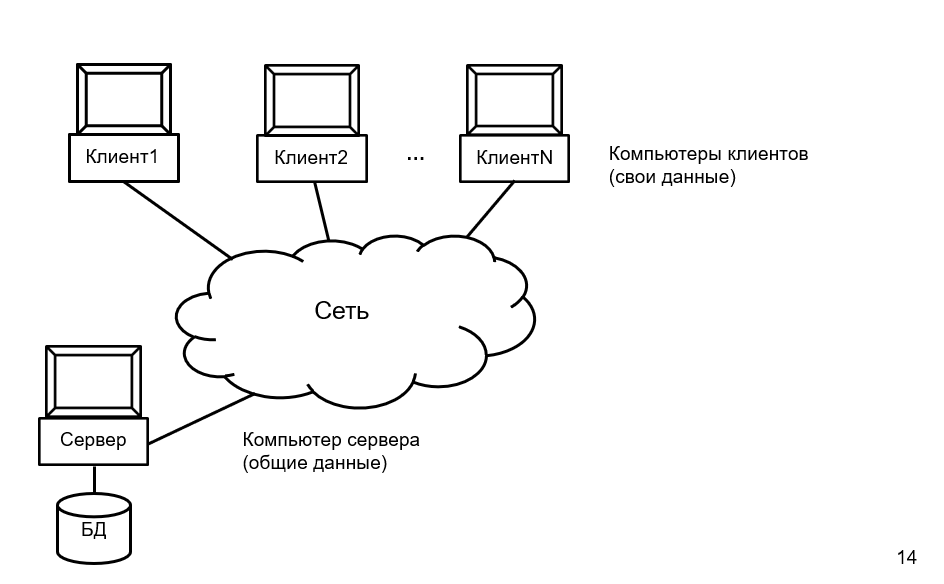 Клиент1
Клиент2
...
КлиентN
Компьютеры клиентов
(свои данные)
Сеть
Сервер
Компьютер сервера
(общие данные)
БД
14